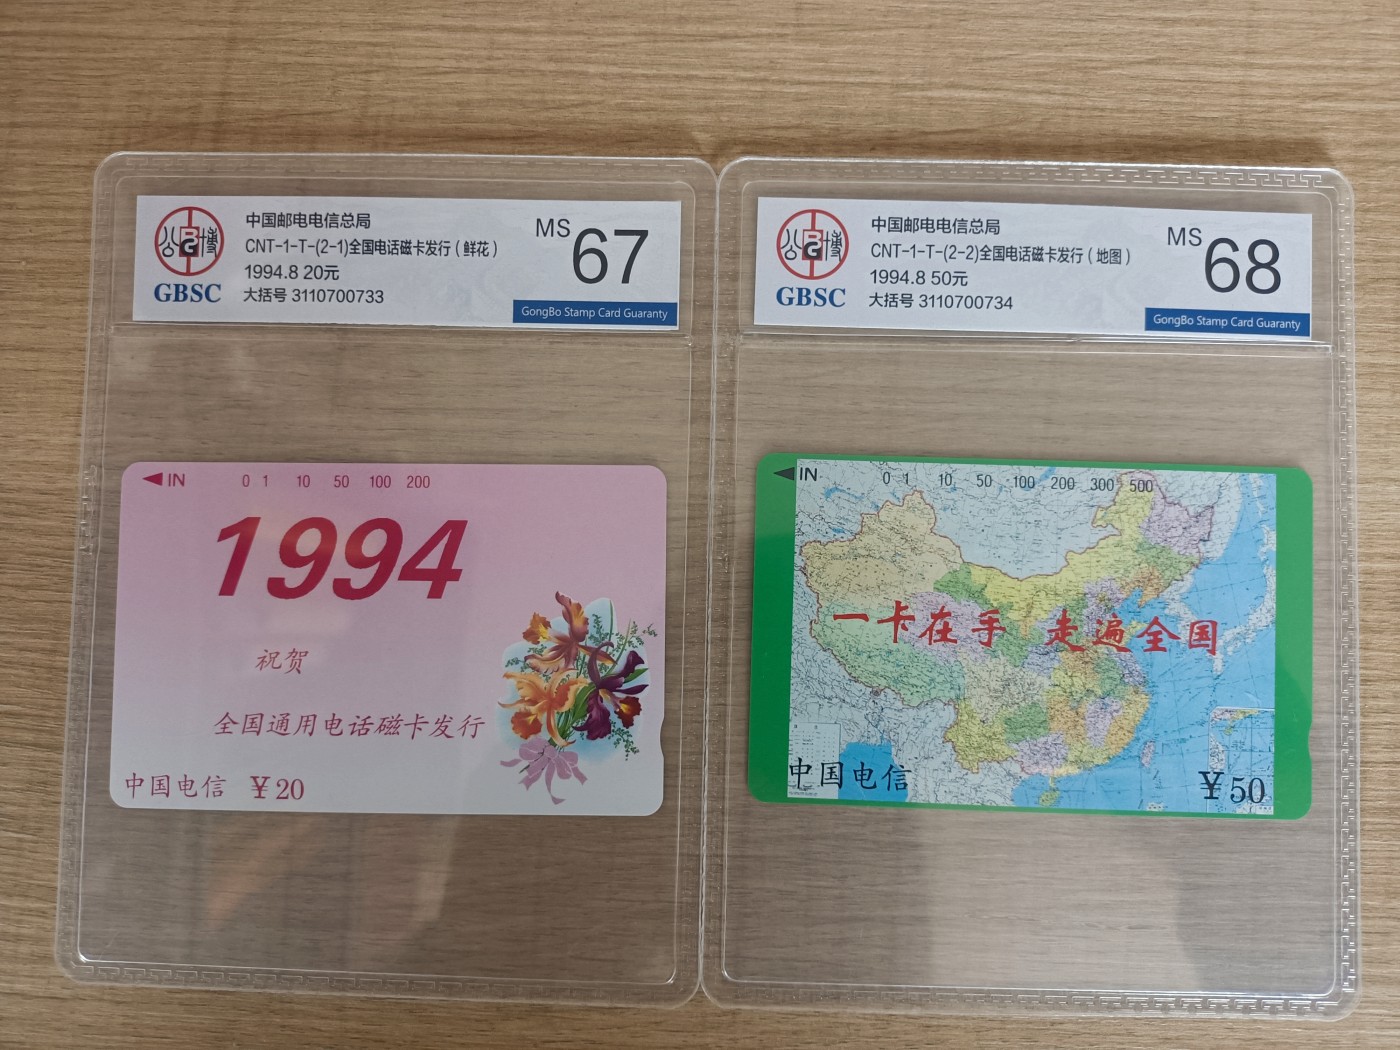 公博
BG
GBSC
中国邮电电信总局
CNT-1-T-(2-1)全国电话磁卡发行(鲜花)
1994.8 20元
大括号 3110700733
MS 67
GongBo Stamp Card Guaranty
IN 0 1 10 50 100 200
1994
祝贺
全国通用电话磁卡发行
中国电信 ¥20
公博
BG
GBSC
中国邮电电信总局
CNT-1-T-(2-2)全国电话磁卡发行(地图)
1994.8 50元
大括号 3110700734
MS 68
GongBo Stamp Card Guaranty
IN 0 1 10 50 100 200 300 500
一卡在手 走遍全国
中国电信 ¥50